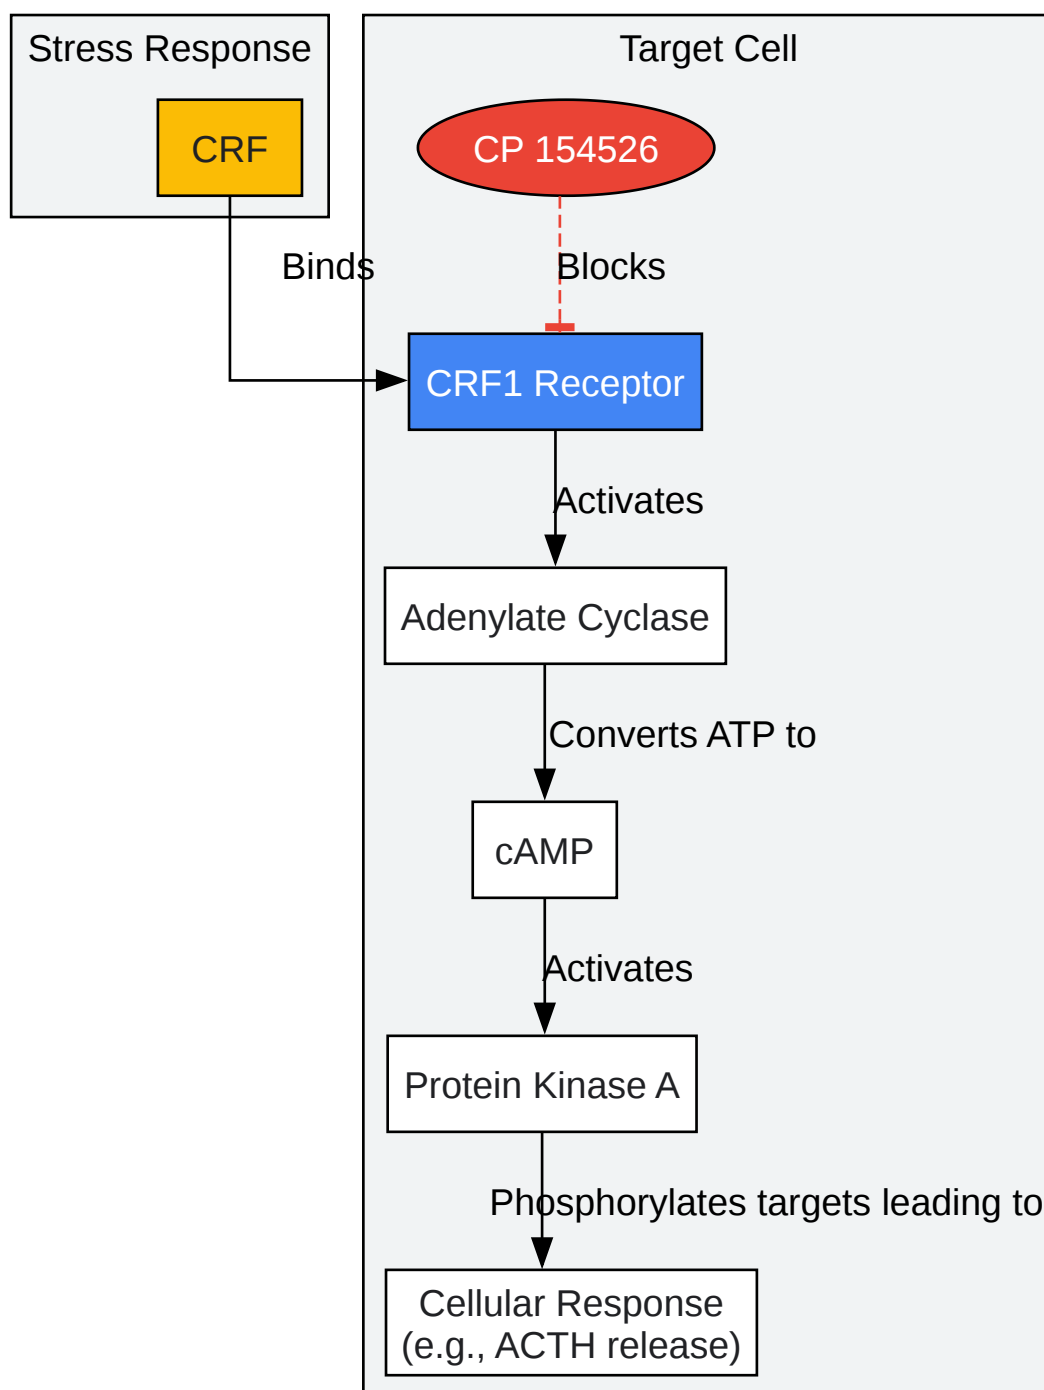 Stress Response
Target Cell
CRF
CP 154526
Binds
Blocks
CRF1 Receptor
Activates
Adenylate Cyclase
Converts ATP to
cAMP
Activates
Protein Kinase A
Phosphorylates targets leading to
Cellular Response
(e.g., ACTH release)